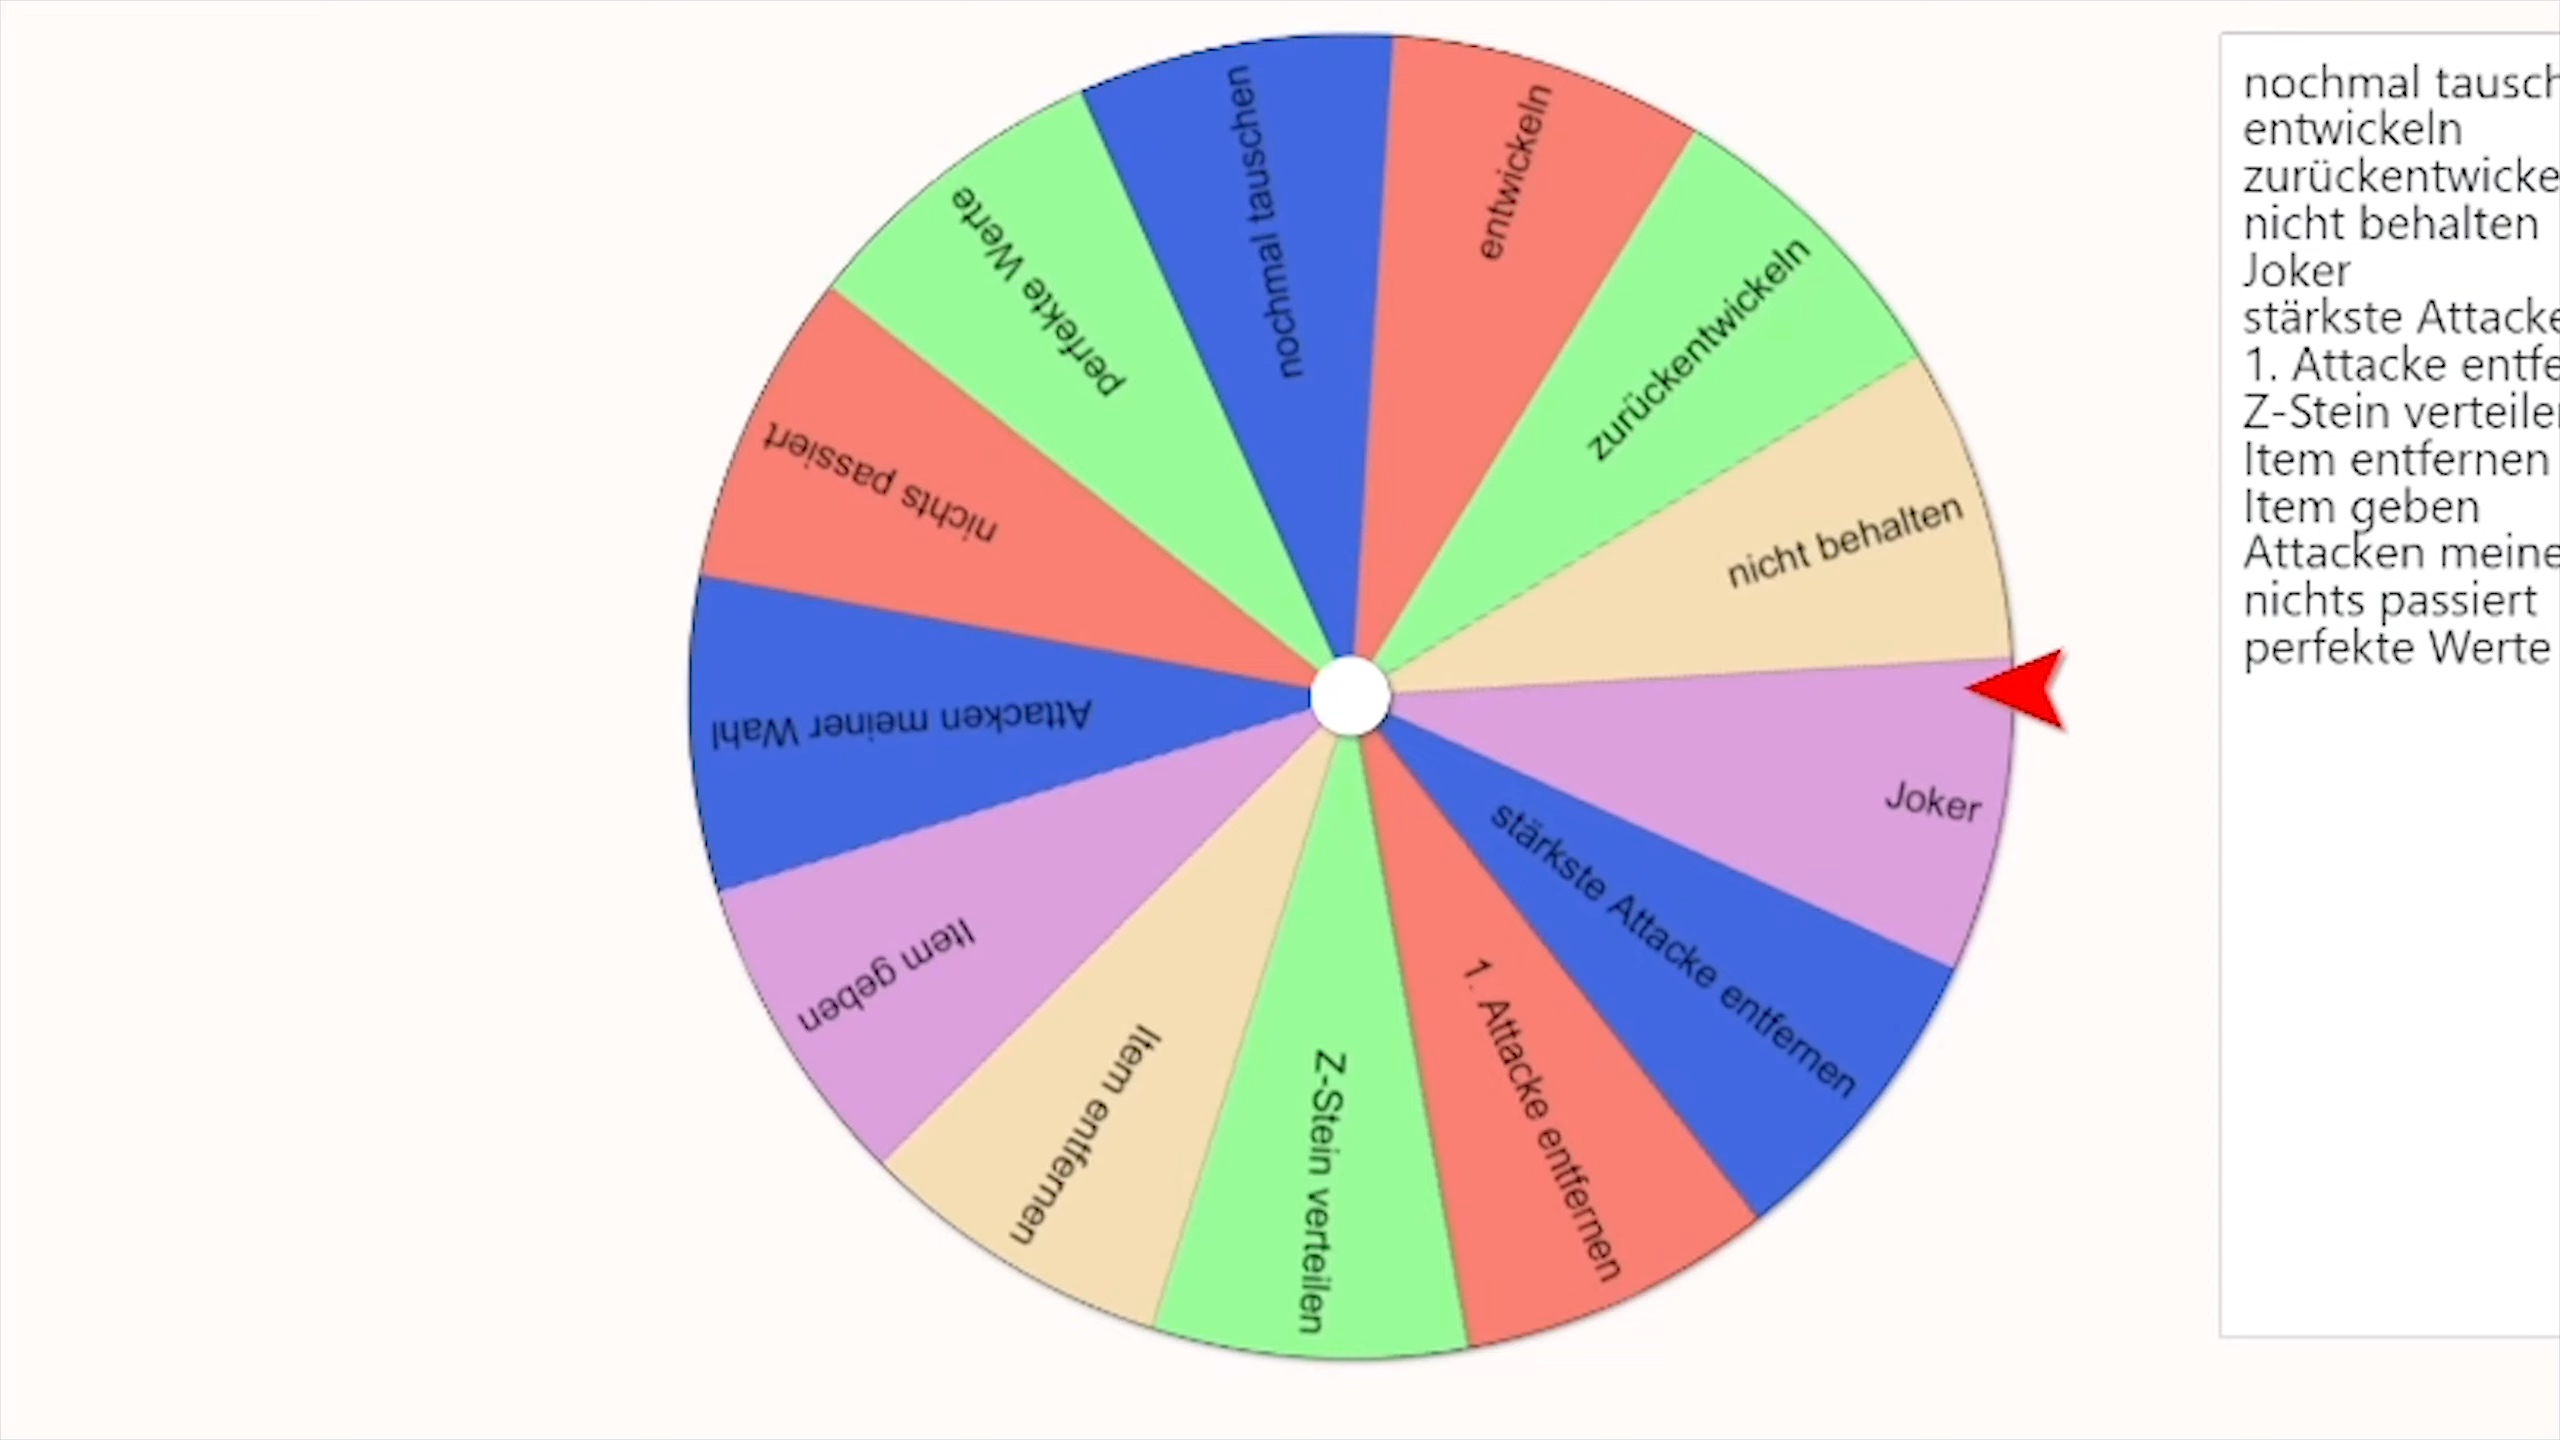 nochmal tauschen
entwickeln
zurückentwickeln
nicht behalten
Joker
stärkste Attacke entfernen
1. Attacke entfernen
Z-Stein verteilen
Item entfernen
Item geben
Attacken meiner Wahl
nichts passiert
perfekte Werte
nochmal tausch
entwickeln
zurückentwicke
nicht behalten
Joker
stärkste Attacke
1. Attacke entfe
Z-Stein verteile
Item entfernen
Item geben
Attacken meine
nichts passiert
perfekte Werte